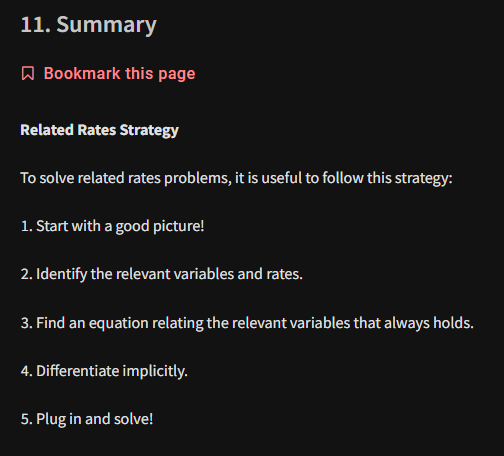 11. Summary
Bookmark this page
Related Rates Strategy
To solve related rates problems, it is useful to follow this strategy:
1. Start with a good picture!
2. Identify the relevant variables and rates.
3. Find an equation relating the relevant variables that always holds.
4. Differentiate implicitly.
5. Plug in and solve!